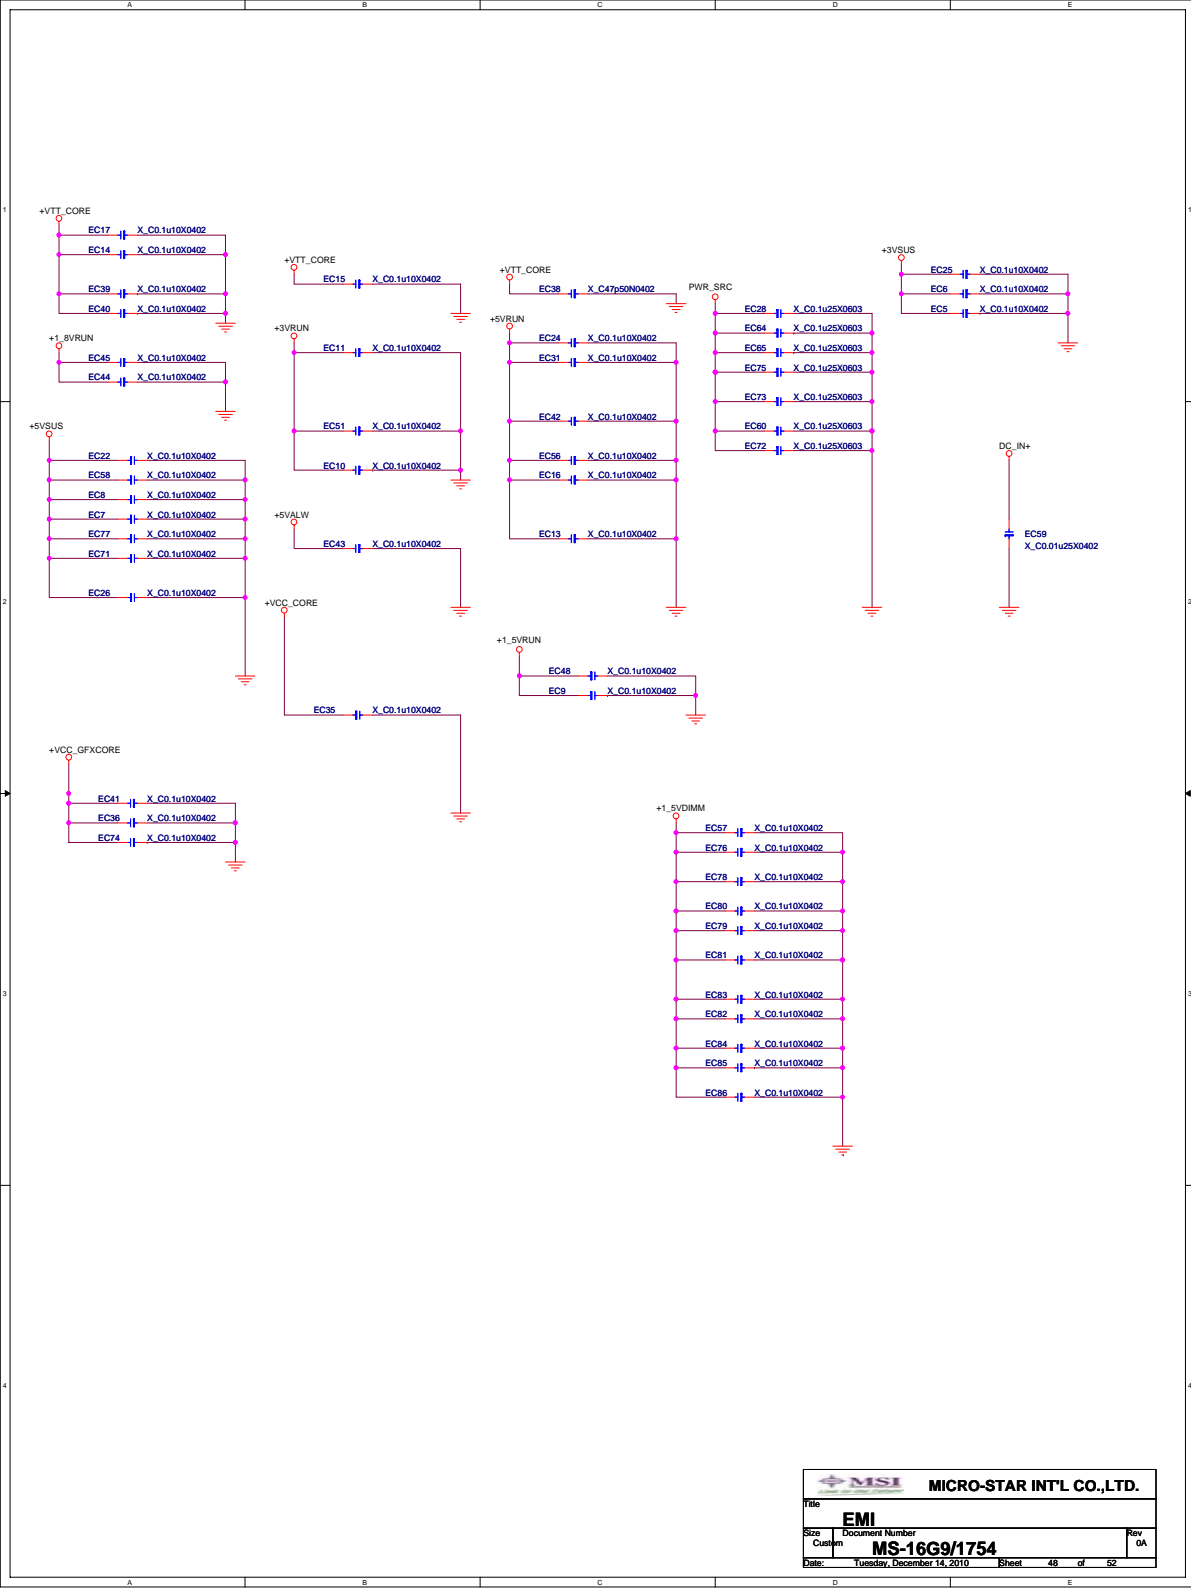 A B C D E
1 1
+VTT_CORE
EC17 X_C0.1u10X0402
EC14 X_C0.1u10X0402
EC39 X_C0.1u10X0402
EC40 X_C0.1u10X0402
+1_8VRUN
EC45 X_C0.1u10X0402
EC44 X_C0.1u10X0402
+5VSUS
EC22 X_C0.1u10X0402
EC58 X_C0.1u10X0402
EC8 X_C0.1u10X0402
EC7 X_C0.1u10X0402
EC77 X_C0.1u10X0402
EC71 X_C0.1u10X0402
EC26 X_C0.1u10X0402
+VCC_GFXCORE
EC41 X_C0.1u10X0402
EC36 X_C0.1u10X0402
EC74 X_C0.1u10X0402
+VTT_CORE
EC15 X_C0.1u10X0402
+3VRUN
EC11 X_C0.1u10X0402
EC51 X_C0.1u10X0402
EC10 X_C0.1u10X0402
+5VALW
EC43 X_C0.1u10X0402
+VCC_CORE
EC35 X_C0.1u10X0402
+VTT_CORE
EC38 X_C47p50N0402
+5VRUN
EC24 X_C0.1u10X0402
EC31 X_C0.1u10X0402
EC42 X_C0.1u10X0402
EC56 X_C0.1u10X0402
EC16 X_C0.1u10X0402
EC13 X_C0.1u10X0402
+1_5VRUN
EC48 X_C0.1u10X0402
EC9 X_C0.1u10X0402
PWR_SRC
EC28 X_C0.1u25X0603
EC64 X_C0.1u25X0603
EC65 X_C0.1u25X0603
EC75 X_C0.1u25X0603
EC73 X_C0.1u25X0603
EC60 X_C0.1u25X0603
EC72 X_C0.1u25X0603
+1_5VDIMM
EC57 X_C0.1u10X0402
EC76 X_C0.1u10X0402
EC78 X_C0.1u10X0402
EC80 X_C0.1u10X0402
EC79 X_C0.1u10X0402
EC81 X_C0.1u10X0402
EC83 X_C0.1u10X0402
EC82 X_C0.1u10X0402
EC84 X_C0.1u10X0402
EC85 X_C0.1u10X0402
EC86 X_C0.1u10X0402
+3VSUS
EC25 X_C0.1u10X0402
EC6 X_C0.1u10X0402
EC5 X_C0.1u10X0402
DC_IN+
EC59
X_C0.01u25X0402
2 2
3 3
4 4
MSI MICRO-STAR INT'L CO.,LTD.
Title
EMI
Size Document Number Rev
Custom MS-16G9/1754 0A
Date: Tuesday, December 14, 2010 Sheet 48 of 52
A B C D E